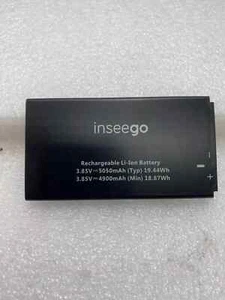 inseego
Rechargeable Li-Ion Battery
3.85V⎓5050mAh (Typ) 19.44WH
3.85V⎓4900mAh (Min) 18.87WH